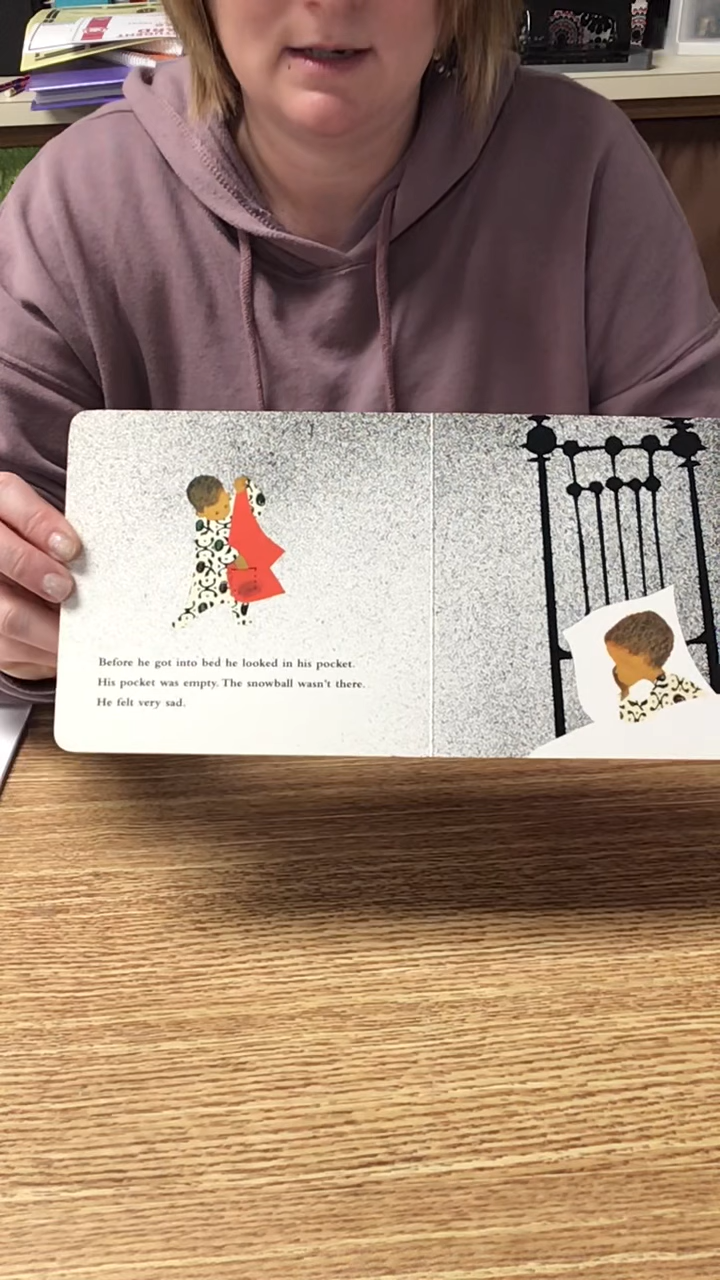 Before he got into bed he looked in his pocket.
His pocket was empty. The snowball wasn't there.
He felt very sad.